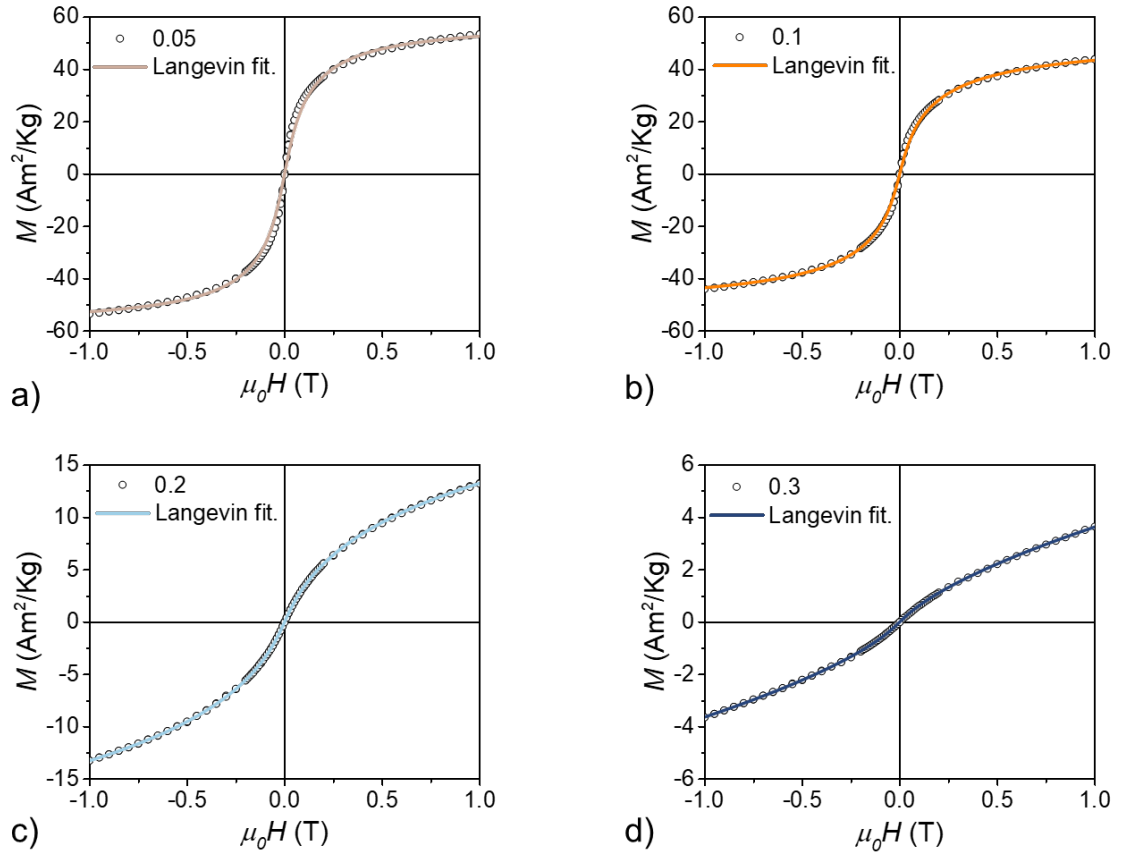 60
40
20
0
-20
-40
-60
M (Am²/Kg)
0.05
Langevin fit.
-1.0 -0.5 0.0 0.5 1.0
μ₀H (T)
a)
60
40
20
0
-20
-40
-60
M (Am²/Kg)
0.1
Langevin fit.
-1.0 -0.5 0.0 0.5 1.0
μ₀H (T)
b)
15
10
5
0
-5
-10
-15
M (Am²/Kg)
0.2
Langevin fit.
-1.0 -0.5 0.0 0.5 1.0
μ₀H (T)
c)
6
4
2
0
-2
-4
-6
M (Am²/Kg)
0.3
Langevin fit.
-1.0 -0.5 0.0 0.5 1.0
μ₀H (T)
d)